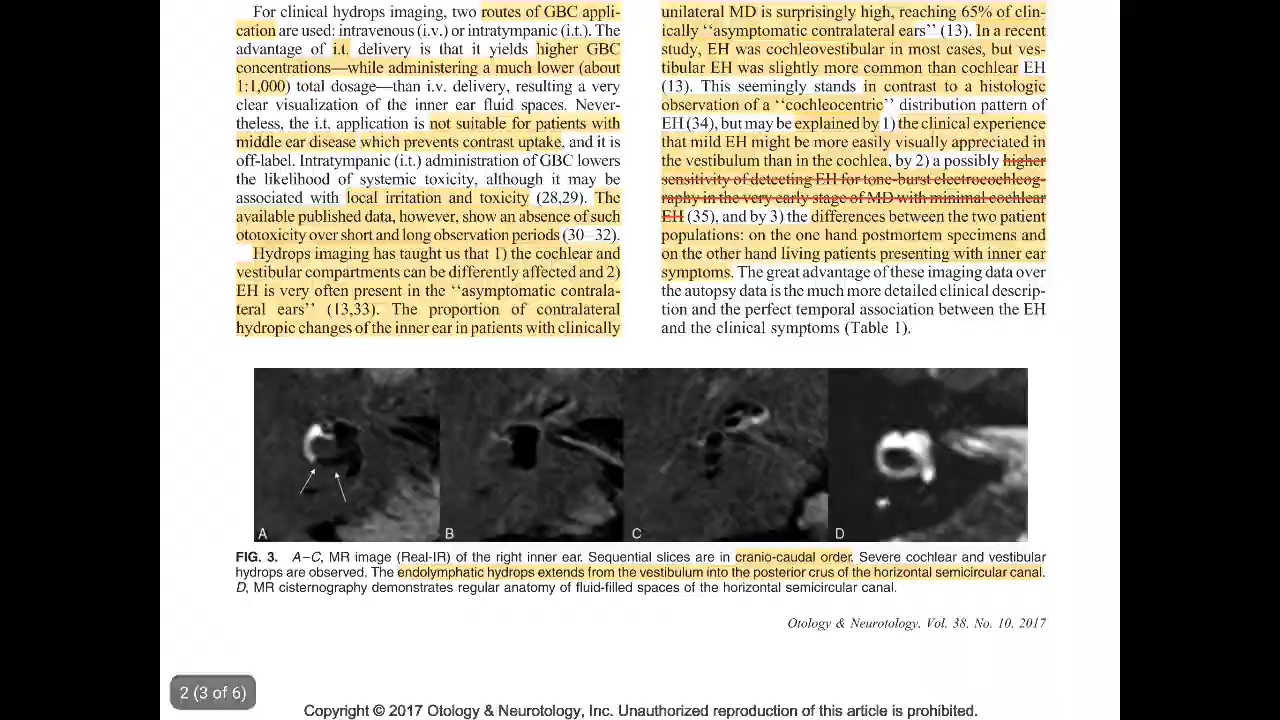 For clinical hydrops imaging, two routes of GBC appli-
cation are used: intravenous (i.v.) or intratympanic (i.t.). The
advantage of i.t. delivery is that it yields higher GBC
concentrations—while administering a much lower (about
1:1,000) total dosage—than i.v. delivery, resulting a very
clear visualization of the inner ear fluid spaces. Never-
theless, the i.t. application is not suitable for patients with
middle ear disease which prevents contrast uptake, and it is
off-label. Intratympanic (i.t.) administration of GBC lowers
the likelihood of systemic toxicity, although it may be
associated with local irritation and toxicity (28,29). The
available published data, however, show an absence of such
ototoxicity over short and long observation periods (30–32).
Hydrops imaging has taught us that 1) the cochlear and
vestibular compartments can be differently affected and 2)
EH is very often present in the ‘‘asymptomatic contrala-
teral ears’’ (13,33). The proportion of contralateral
hydropic changes of the inner ear in patients with clinically
unilateral MD is surprisingly high, reaching 65% of clin-
ically ‘‘asymptomatic contralateral ears’’ (13). In a recent
study, EH was cochleovestibular in most cases, but ves-
tibular EH was slightly more common than cochlear EH
(13). This seemingly stands in contrast to a histologic
observation of a ‘‘cochleocentric’’ distribution pattern of
EH (34), but may be explained by 1) the clinical experience
that mild EH might be more easily visually appreciated in
the vestibulum than in the cochlea, by 2) a possibly higher
sensitivity of detecting EH for tone-burst electrocochleog-
raphy in the very early stage of MD with minimal cochlear
EH (35), and by 3) the differences between the two patient
populations: on the one hand postmortem specimens and
on the other hand living patients presenting with inner ear
symptoms. The great advantage of these imaging data over
the autopsy data is the much more detailed clinical descrip-
tion and the perfect temporal association between the EH
and the clinical symptoms (Table 1).
A B C D
FIG. 3. A–C, MR image (Real-IR) of the right inner ear. Sequential slices are in cranio-caudal order. Severe cochlear and vestibular
hydrops are observed. The endolymphatic hydrops extends from the vestibulum into the posterior crus of the horizontal semicircular canal.
D, MR cisternography demonstrates regular anatomy of fluid-filled spaces of the horizontal semicircular canal.
Otology & Neurotology, Vol. 38, No. 10, 2017
2 (3 of 6)
Copyright © 2017 Otology & Neurotology, Inc. Unauthorized reproduction of this article is prohibited.